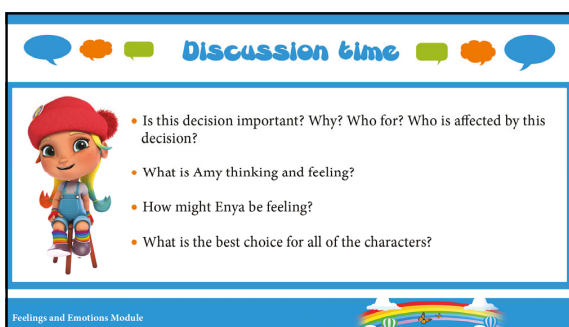 Discussion time
• Is this decision important? Why? Who for? Who is affected by this
decision?
• What is Amy thinking and feeling?
• How might Enya be feeling?
• What is the best choice for all of the characters?
Feelings and Emotions Module